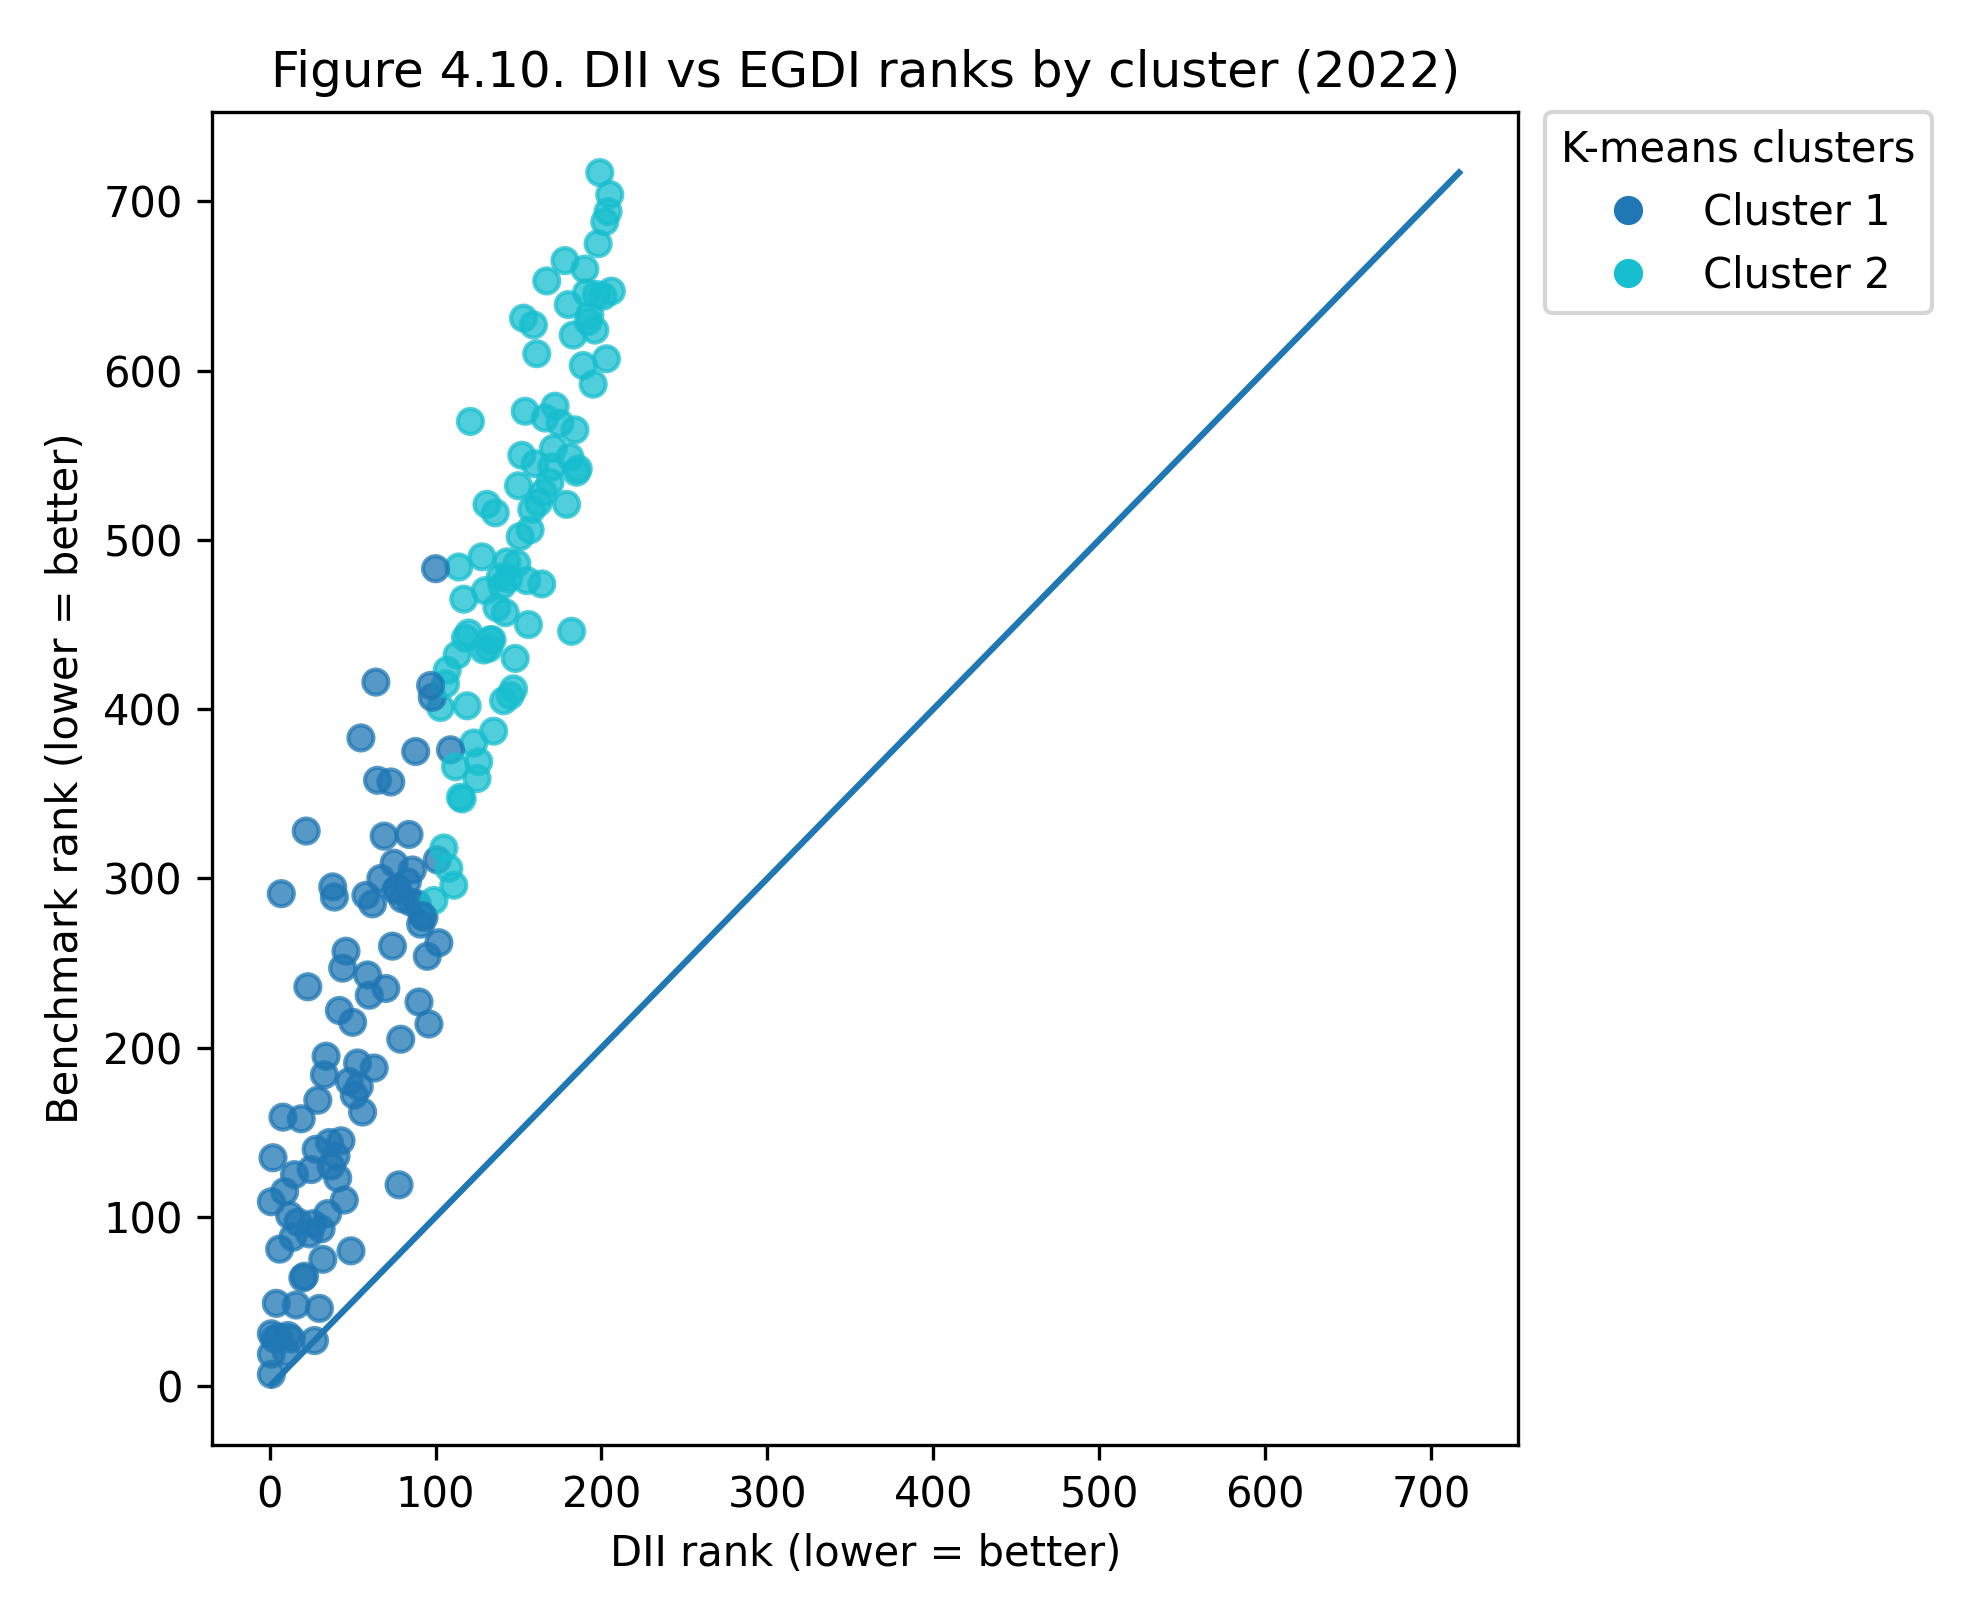 Figure 4.10. DII vs EGDI ranks by cluster (2022)
K-means clusters
Cluster 1
Cluster 2
Benchmark rank (lower = better)
700
600
500
400
300
200
100
0
0 100 200 300 400 500 600 700
DII rank (lower = better)